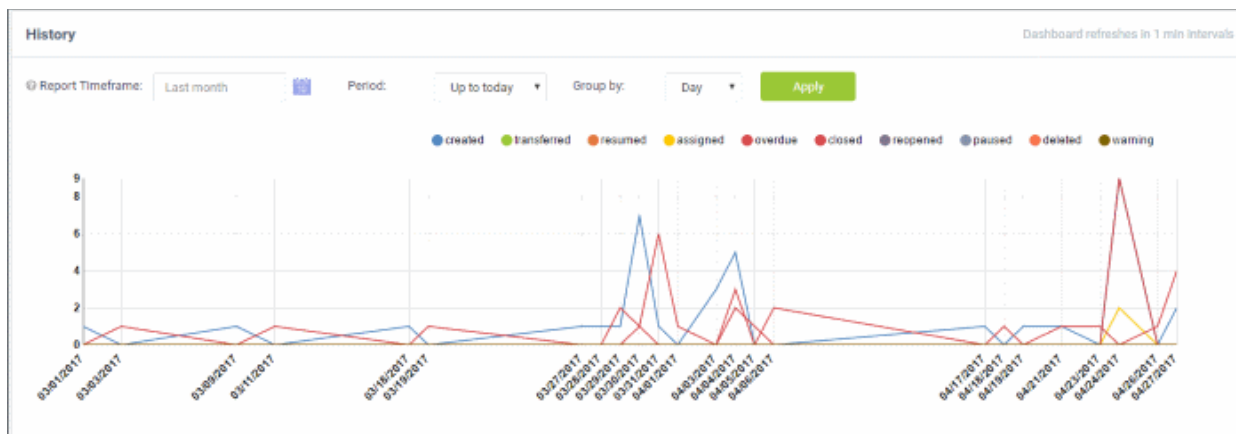 History
Dashboard refreshes in 1 min intervals
Report Timeframe: Last month Period: Up to today Group by: Day Apply
created transferred resumed assigned overdue closed reopened paused deleted warning
9
8
6
4
2
0
03/01/2017 03/03/2017 03/09/2017 03/11/2017 03/18/2017 03/19/2017 03/27/2017 03/28/2017 03/29/2017 03/30/2017 03/31/2017 04/01/2017 04/03/2017 04/04/2017 04/05/2017 04/06/2017 04/17/2017 04/18/2017 04/19/2017 04/21/2017 04/23/2017 04/24/2017 04/26/2017 04/27/2017